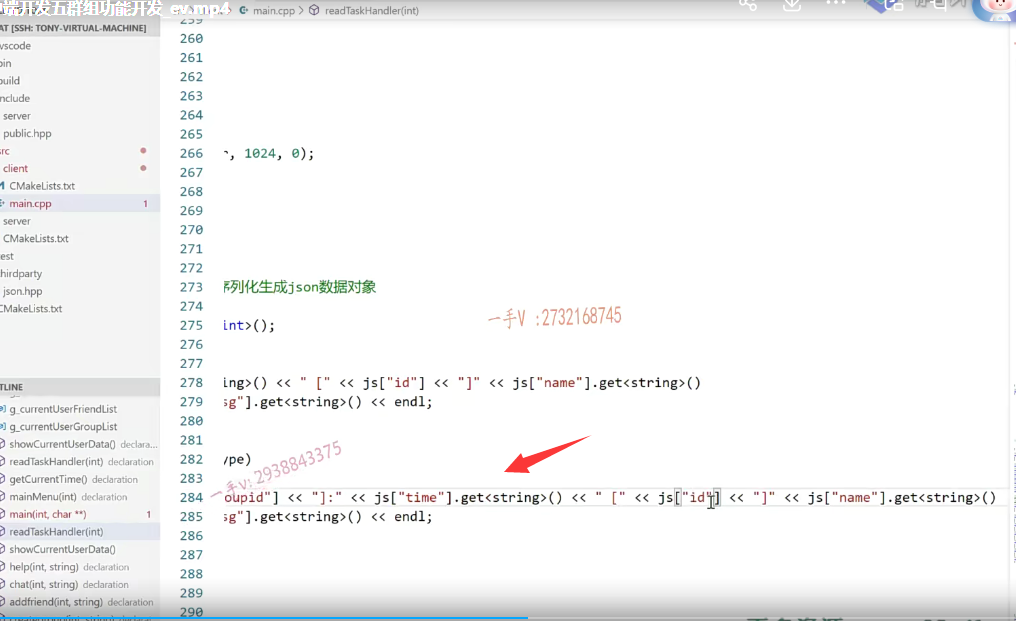 端开发五群组功能开发_ev.mp4
main.cpp > readTaskHandler(int)
AT [SSH: TONY-VIRTUAL-MACHINE]
vscode
bin
build
include
server
public.hpp
src
client
CMakeLists.txt
main.cpp 1
server
CMakeLists.txt
test
thirdparty
json.hpp
CMakeLists.txt
TLINE
g_currentUserFriendList
g_currentUserGroupList
showCurrentUserData() declara...
readTaskHandler(int) declaration
getCurrentTime() declaration
mainMenu(int) declaration
main(int, char **) 1
readTaskHandler(int)
showCurrentUserData()
help(int, string) declaration
chat(int, string) declaration
addfriend(int, string) declaration
259
260
261
262
263
264
265
266 , 1024, 0);
267
268
269
270
271
272
273 序列化生成json数据对象
274
275 int>();
276
277
278 ing>() << " [" << js["id"] << "]" << js["name"].get<string>()
279 sg"].get<string>() << endl;
280
281
282 ype)
283
284 oupid"] << "]:" << js["time"].get<string>() << " [" << js["id"] << "]" << js["name"].get<string>()
285 sg"].get<string>() << endl;
286
287
288
289
290
一手V :2732168745
一手v: 2938843375